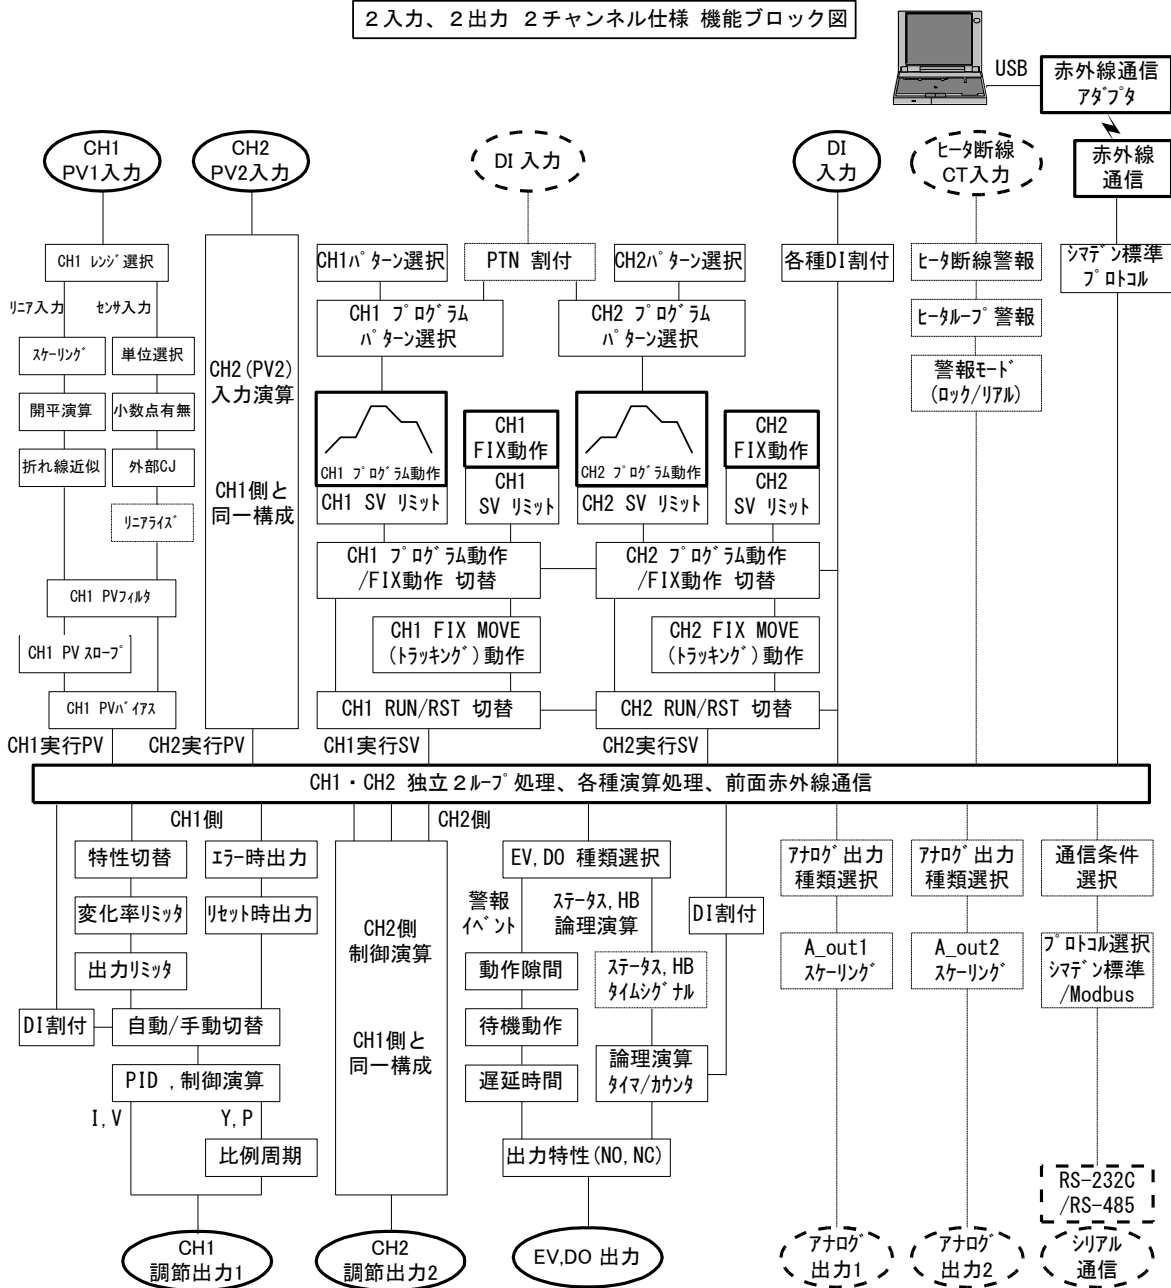 ２入力、２出力 ２チャンネル仕様 機能ブロック図
USB
赤外線通信
ｱﾀﾞﾌﾟﾀ
CH1
PV1入力
CH2
PV2入力
DI 入力
DI
入力
ﾋｰﾀ断線
CT入力
赤外線
通信
CH1 ﾚﾝｼﾞ選択
CH1ﾊﾟﾀｰﾝ選択
PTN 割付
CH2ﾊﾟﾀｰﾝ選択
各種DI割付
ﾋｰﾀ断線警報
ｼﾏﾃﾞﾝ標準
ﾌﾟﾛﾄｺﾙ
ﾘﾆｱ入力
ｾﾝｻ入力
CH1 ﾌﾟﾛｸﾞﾗﾑ
ﾊﾟﾀｰﾝ選択
CH2 ﾌﾟﾛｸﾞﾗﾑ
ﾊﾟﾀｰﾝ選択
ﾋｰﾀﾙｰﾌﾟ警報
ｽｹｰﾘﾝｸﾞ
単位選択
CH2(PV2)
入力演算
警報ﾓｰﾄﾞ
(ﾛｯｸ/ﾘｱﾙ)
開平演算
小数点有無
CH1
FIX動作
CH2
FIX動作
折れ線近似
外部CJ
CH1 ﾌﾟﾛｸﾞﾗﾑ動作
CH2 ﾌﾟﾛｸﾞﾗﾑ動作
CH1側と
同一構成
CH1 SV ﾘﾐｯﾄ
CH1
SV ﾘﾐｯﾄ
CH2 SV ﾘﾐｯﾄ
CH2
SV ﾘﾐｯﾄ
ﾘﾆｱﾗｲｽﾞ
CH1 ﾌﾟﾛｸﾞﾗﾑ動作
/FIX動作 切替
CH2 ﾌﾟﾛｸﾞﾗﾑ動作
/FIX動作 切替
CH1 PVﾌｨﾙﾀ
CH1 PV ｽﾛｰﾌﾟ
CH1 FIX MOVE
(ﾄﾗｯｷﾝｸﾞ)動作
CH2 FIX MOVE
(ﾄﾗｯｷﾝｸﾞ)動作
CH1 PVﾊﾞｲｱｽ
CH1 RUN/RST 切替
CH2 RUN/RST 切替
CH1実行PV
CH2実行PV
CH1実行SV
CH2実行SV
CH1・CH2 独立２ﾙｰﾌﾟ処理、各種演算処理、前面赤外線通信
CH1側
CH2側
特性切替
ｴﾗｰ時出力
EV,DO 種類選択
ｱﾅﾛｸﾞ出力
種類選択
ｱﾅﾛｸﾞ出力
種類選択
通信条件
選択
変化率ﾘﾐｯﾀ
ﾘｾｯﾄ時出力
警報
ｲﾍﾞﾝﾄ
ｽﾃｰﾀｽ,HB
論理演算
DI割付
CH2側
制御演算
出力ﾘﾐｯﾀ
動作隙間
ｽﾃｰﾀｽ,HB
ﾀｲﾑｼｸﾞﾅﾙ
A_out1
ｽｹｰﾘﾝｸﾞ
A_out2
ｽｹｰﾘﾝｸﾞ
ﾌﾟﾛﾄｺﾙ選択
ｼﾏﾃﾞﾝ標準
/Modbus
DI割付
自動/手動切替
待機動作
CH1側と
同一構成
PID ,制御演算
遅延時間
論理演算
ﾀｲﾏ/ｶｳﾝﾀ
I,V
Y,P
比例周期
出力特性(NO,NC)
RS-232C
/RS-485
CH1
調節出力1
CH2
調節出力2
EV,DO 出力
ｱﾅﾛｸﾞ
出力1
ｱﾅﾛｸﾞ
出力2
ｼﾘｱﾙ
通信